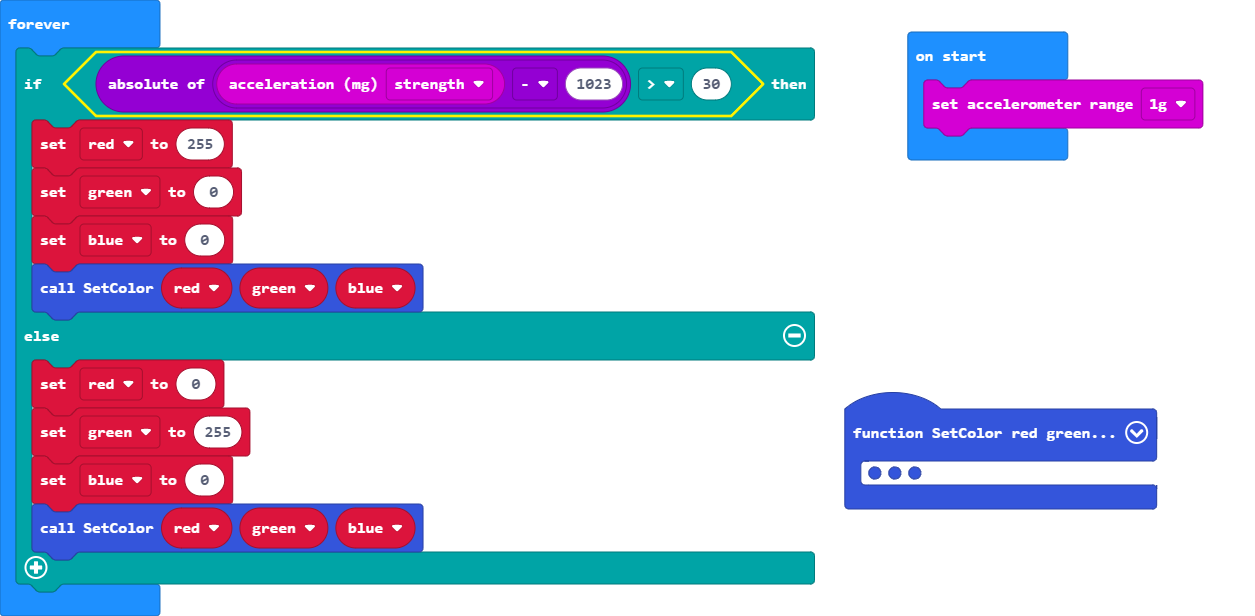 forever
if absolute of acceleration (mg) strength - 1023 > 30 then
set red to 255
set green to 0
set blue to 0
call SetColor red green blue
else
set red to 0
set green to 255
set blue to 0
call SetColor red green blue
on start
set accelerometer range 1g
function SetColor red green...